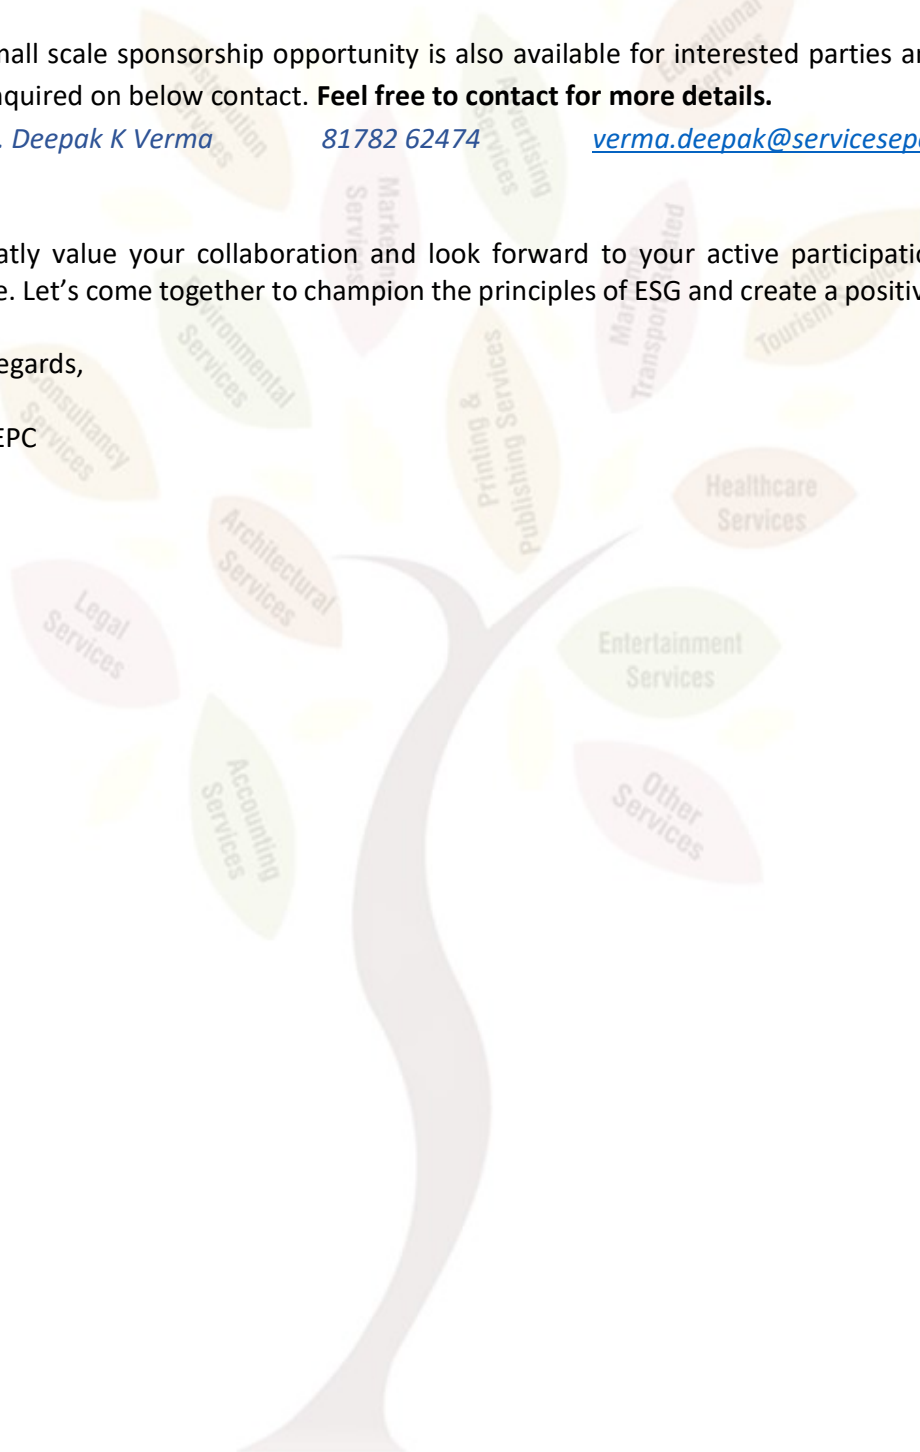 mall scale sponsorship opportunity is also available for interested parties an
nquired on below contact. Feel free to contact for more details.
. Deepak K Verma 81782 62474 verma.deepak@servicesep
atly value your collaboration and look forward to your active participatio
e. Let’s come together to champion the principles of ESG and create a positiv
egards,
EPC
Educational
Services
Advertising
Services
Marketing
Services
Transport
Tourism Services
Environmental
Services
Consultancy
Services
Printing &
Publishing Services
Healthcare
Services
Architectural
Services
Legal
Services
Entertainment
Services
Accounting
Services
Other
Services